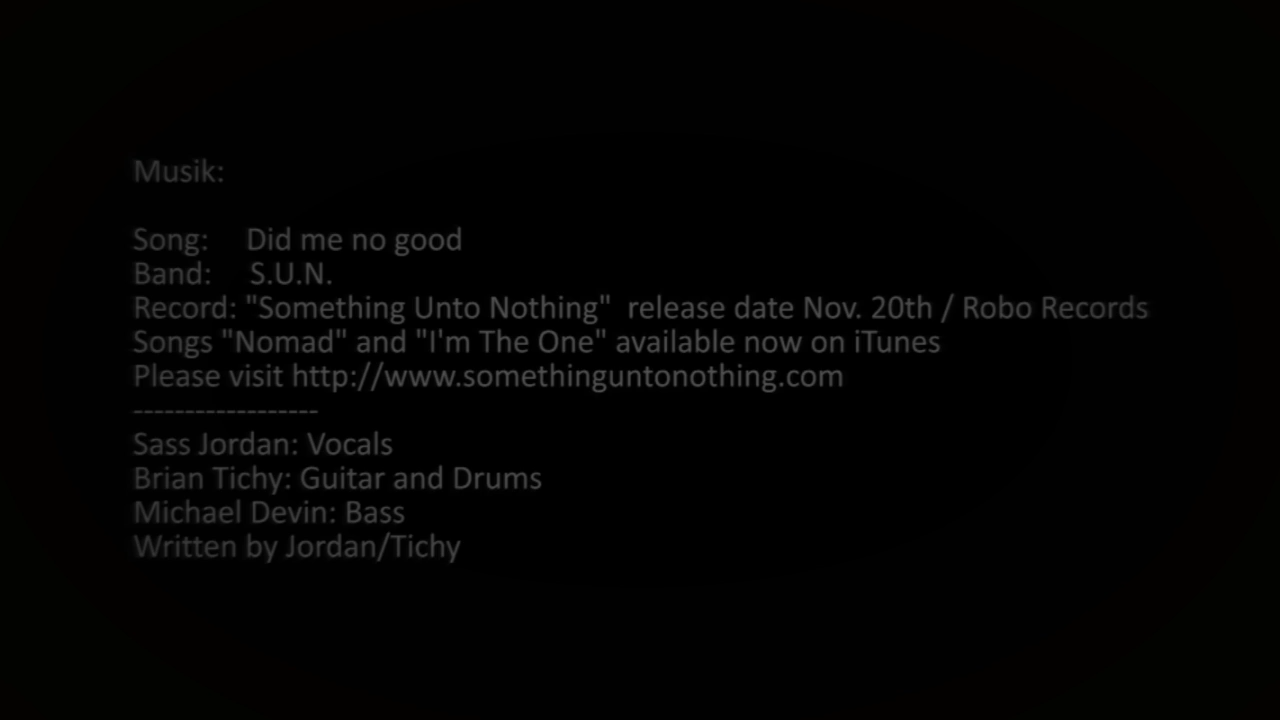 Musik:
Song: Did me no good
Band: S.U.N.
Record: "Something Unto Nothing" release date Nov. 20th / Robo Records
Songs "Nomad" and "I'm The One" available now on iTunes
Please visit http://www.somethinguntonothing.com
------------------
Sass Jordan: Vocals
Brian Tichy: Guitar and Drums
Michael Devin: Bass
Written by Jordan/Tichy